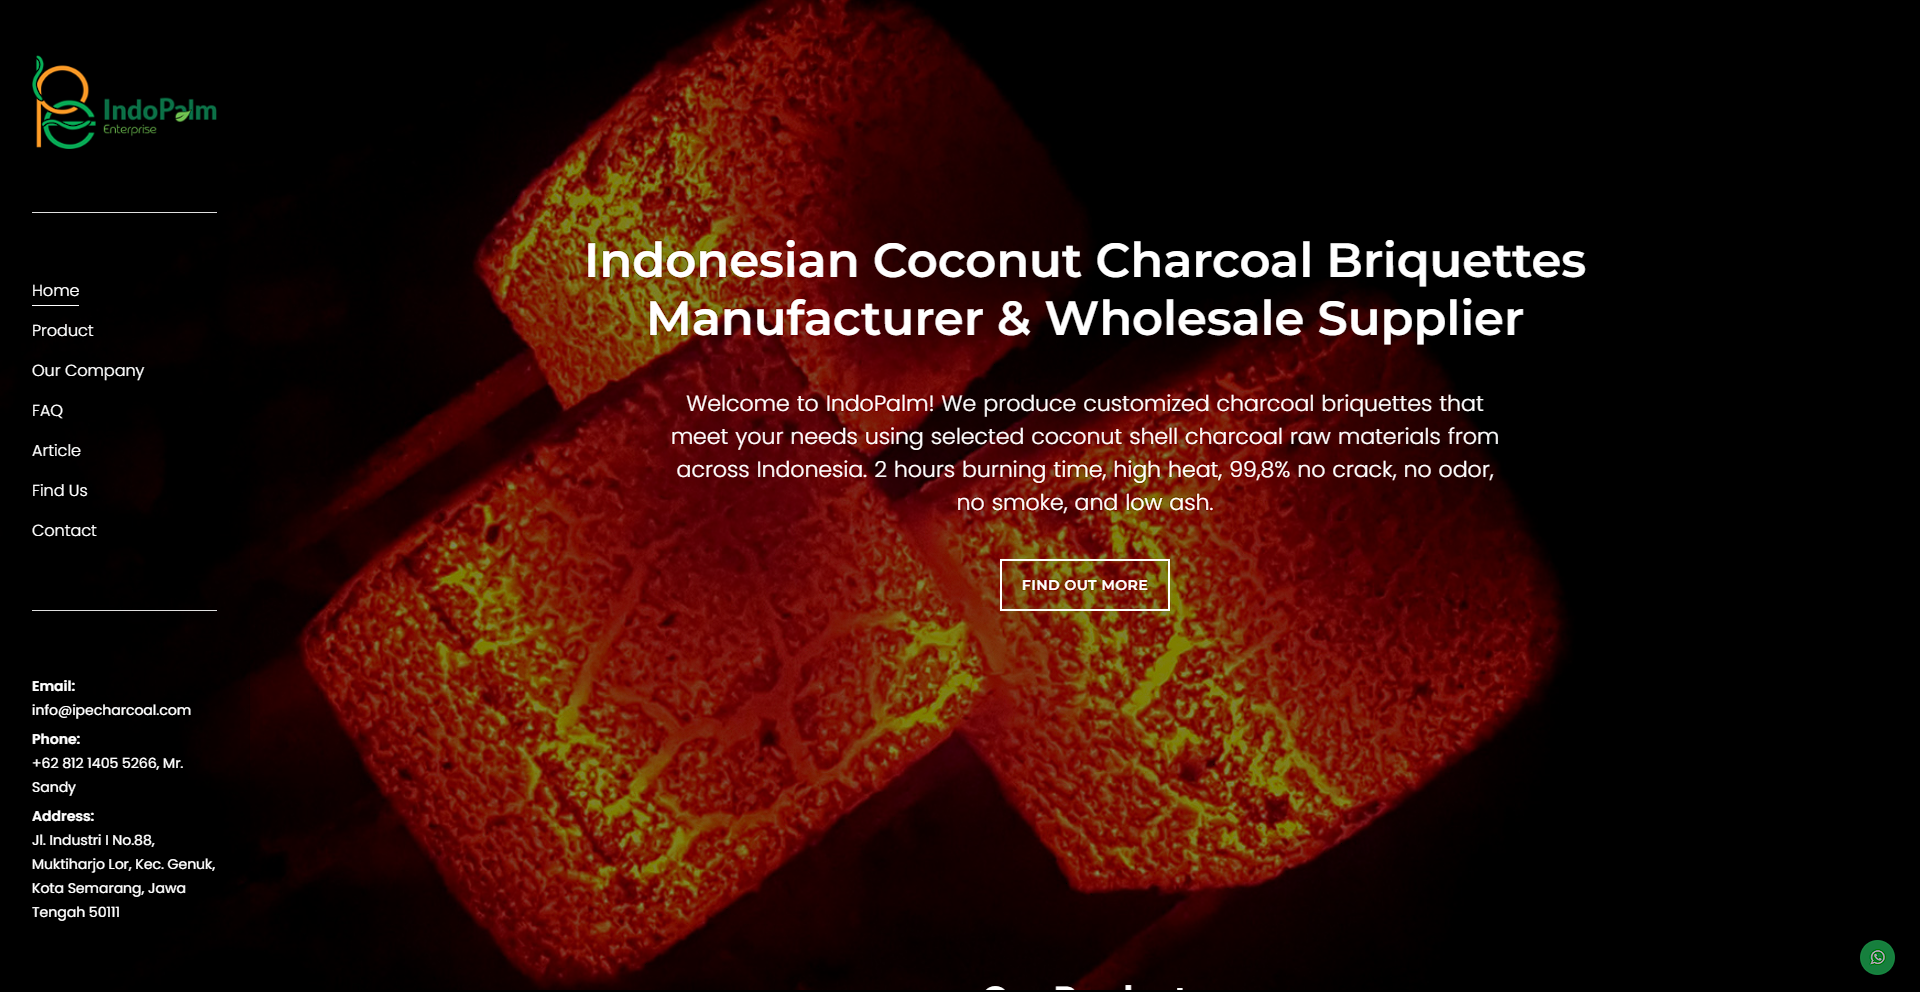 IndoPalm
Enterprise
Home
Product
Our Company
FAQ
Article
Find Us
Contact
Email:
info@ipecharcoal.com
Phone:
+62 812 1405 5266, Mr.
Sandy
Address:
Jl. Industri I No.88,
Muktiharjo Lor, Kec. Genuk,
Kota Semarang, Jawa
Tengah 50111
Indonesian Coconut Charcoal Briquettes
Manufacturer & Wholesale Supplier
Welcome to IndoPalm! We produce customized charcoal briquettes that
meet your needs using selected coconut shell charcoal raw materials from
across Indonesia. 2 hours burning time, high heat, 99,8% no crack, no odor,
no smoke, and low ash.
FIND OUT MORE